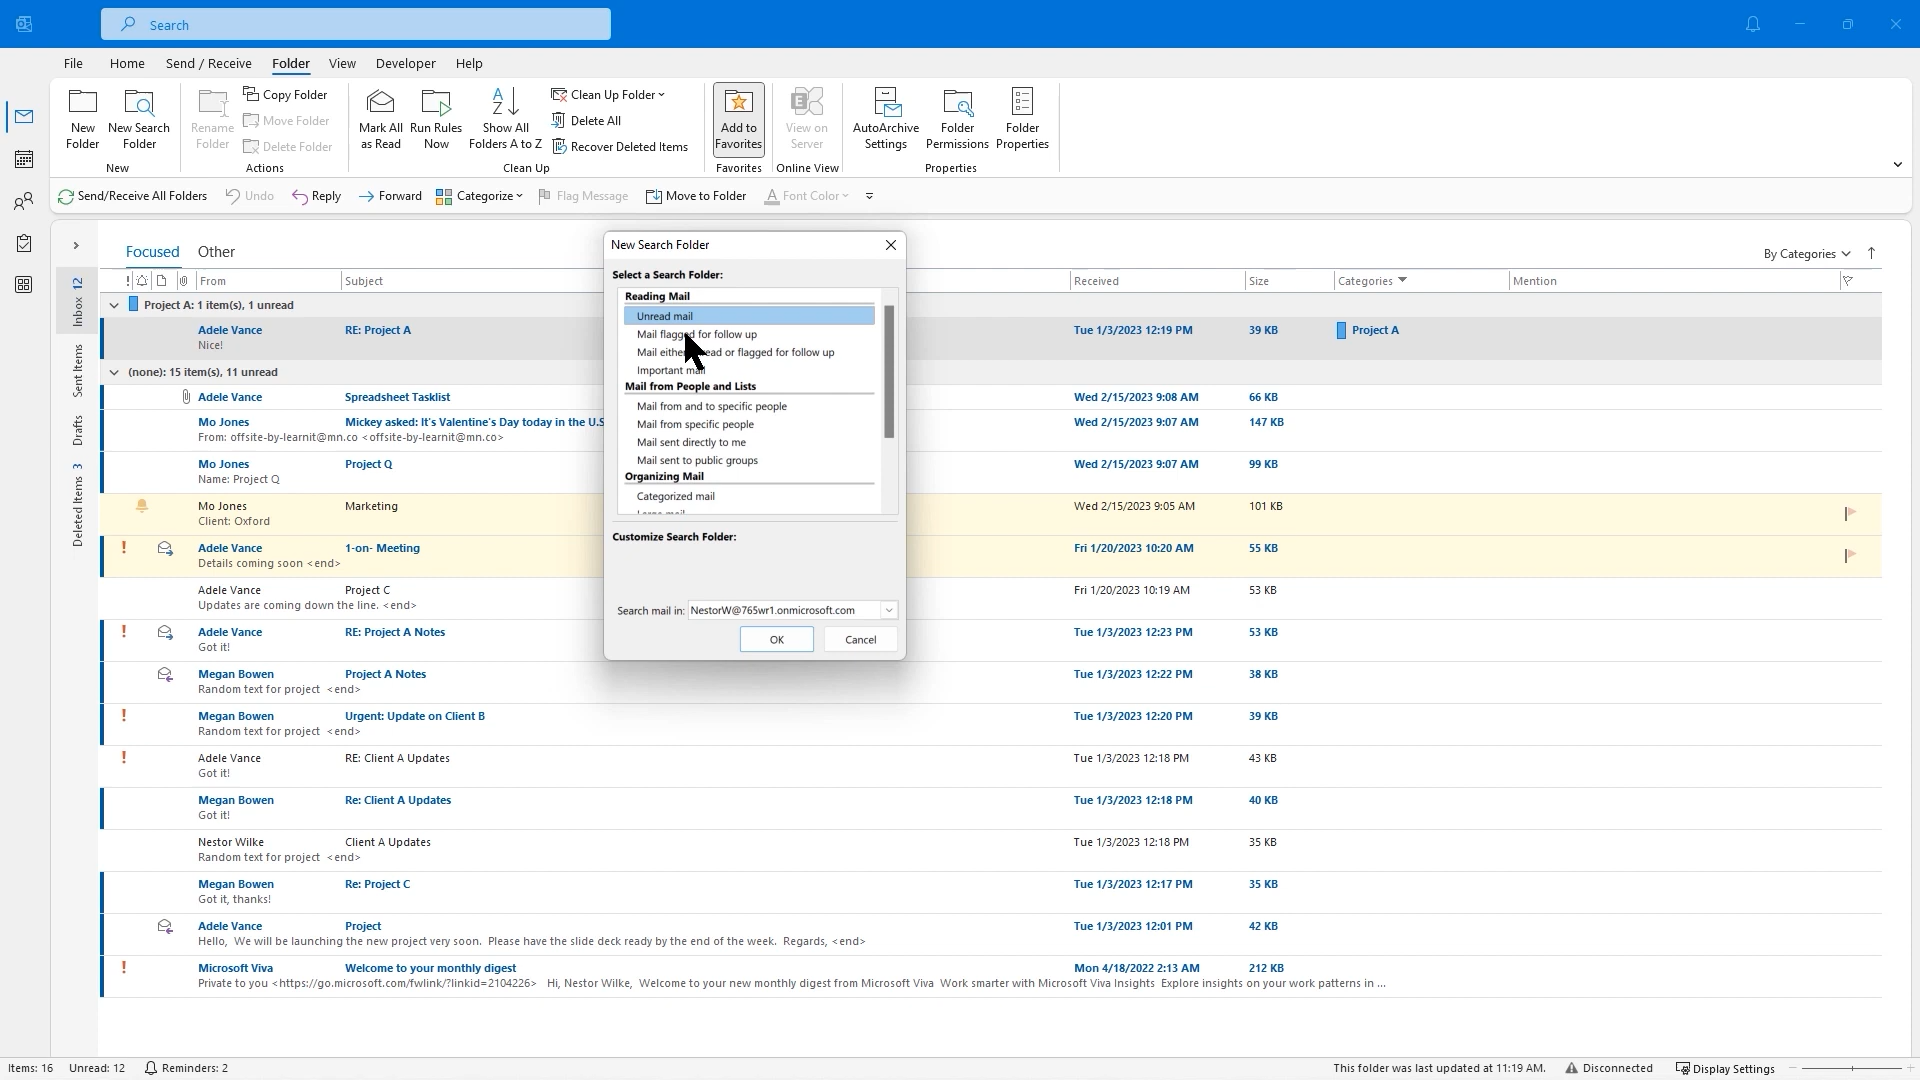 Search
File Home Send / Receive Folder View Developer Help
New Folder
New Search Folder
New
Rename Folder
Copy Folder
Move Folder
Delete Folder
Actions
Mark All as Read
Run Rules Now
Show All Folders A to Z
Clean Up Folder
Delete All
Recover Deleted Items
Clean Up
Add to Favorites
Favorites
View on Server
Online View
AutoArchive Settings
Folder Permissions
Folder Properties
Properties
Send/Receive All Folders Undo Reply Forward Categorize Flag Message Move to Folder Font Color
Inbox 12
Sent Items
Drafts
Deleted Items 3
Focused Other
By Categories
! From Subject Received Size Categories Mention
Project A: 1 item(s), 1 unread
Adele Vance RE: Project A Tue 1/3/2023 12:19 PM 39 KB Project A
Nice!
(none): 15 item(s), 11 unread
Adele Vance Spreadsheet Tasklist Wed 2/15/2023 9:08 AM 66 KB
Mo Jones Mickey asked: It's Valentine's Day today in the U.S Wed 2/15/2023 9:07 AM 147 KB
From: offsite-by-learnit@mn.co <offsite-by-learnit@mn.co>
Mo Jones Project Q Wed 2/15/2023 9:07 AM 99 KB
Name: Project Q
Mo Jones Marketing Wed 2/15/2023 9:05 AM 101 KB
Client: Oxford
! Adele Vance 1-on- Meeting Fri 1/20/2023 10:20 AM 55 KB
Details coming soon <end>
Adele Vance Project C Fri 1/20/2023 10:19 AM 53 KB
Updates are coming down the line. <end>
! Adele Vance RE: Project A Notes Tue 1/3/2023 12:23 PM 53 KB
Got it!
Megan Bowen Project A Notes Tue 1/3/2023 12:22 PM 38 KB
Random text for project <end>
! Megan Bowen Urgent: Update on Client B Tue 1/3/2023 12:20 PM 39 KB
Random text for project <end>
! Adele Vance RE: Client A Updates Tue 1/3/2023 12:18 PM 43 KB
Got it!
Megan Bowen Re: Client A Updates Tue 1/3/2023 12:18 PM 40 KB
Got it!
Nestor Wilke Client A Updates Tue 1/3/2023 12:18 PM 35 KB
Random text for project <end>
Megan Bowen Re: Project C Tue 1/3/2023 12:17 PM 35 KB
Got it, thanks!
Adele Vance Project Tue 1/3/2023 12:01 PM 42 KB
Hello, We will be launching the new project very soon. Please have the slide deck ready by the end of the week. Regards, <end>
! Microsoft Viva Welcome to your monthly digest Mon 4/18/2022 2:13 AM 212 KB
Private to you <https://go.microsoft.com/fwlink/?linkid=2104226> Hi, Nestor Wilke, Welcome to your new monthly digest from Microsoft Viva Work smarter with Microsoft Viva Insights Explore insights on your work patterns in ...
New Search Folder
Select a Search Folder:
Reading Mail
Unread mail
Mail flagged for follow up
Mail either read or flagged for follow up
Important mail
Mail from People and Lists
Mail from and to specific people
Mail from specific people
Mail sent directly to me
Mail sent to public groups
Organizing Mail
Categorized mail
Customize Search Folder:
Search mail in: NestorW@765wr1.onmicrosoft.com
OK Cancel
Items: 16 Unread: 12 Reminders: 2 This folder was last updated at 11:19 AM. Disconnected Display Settings